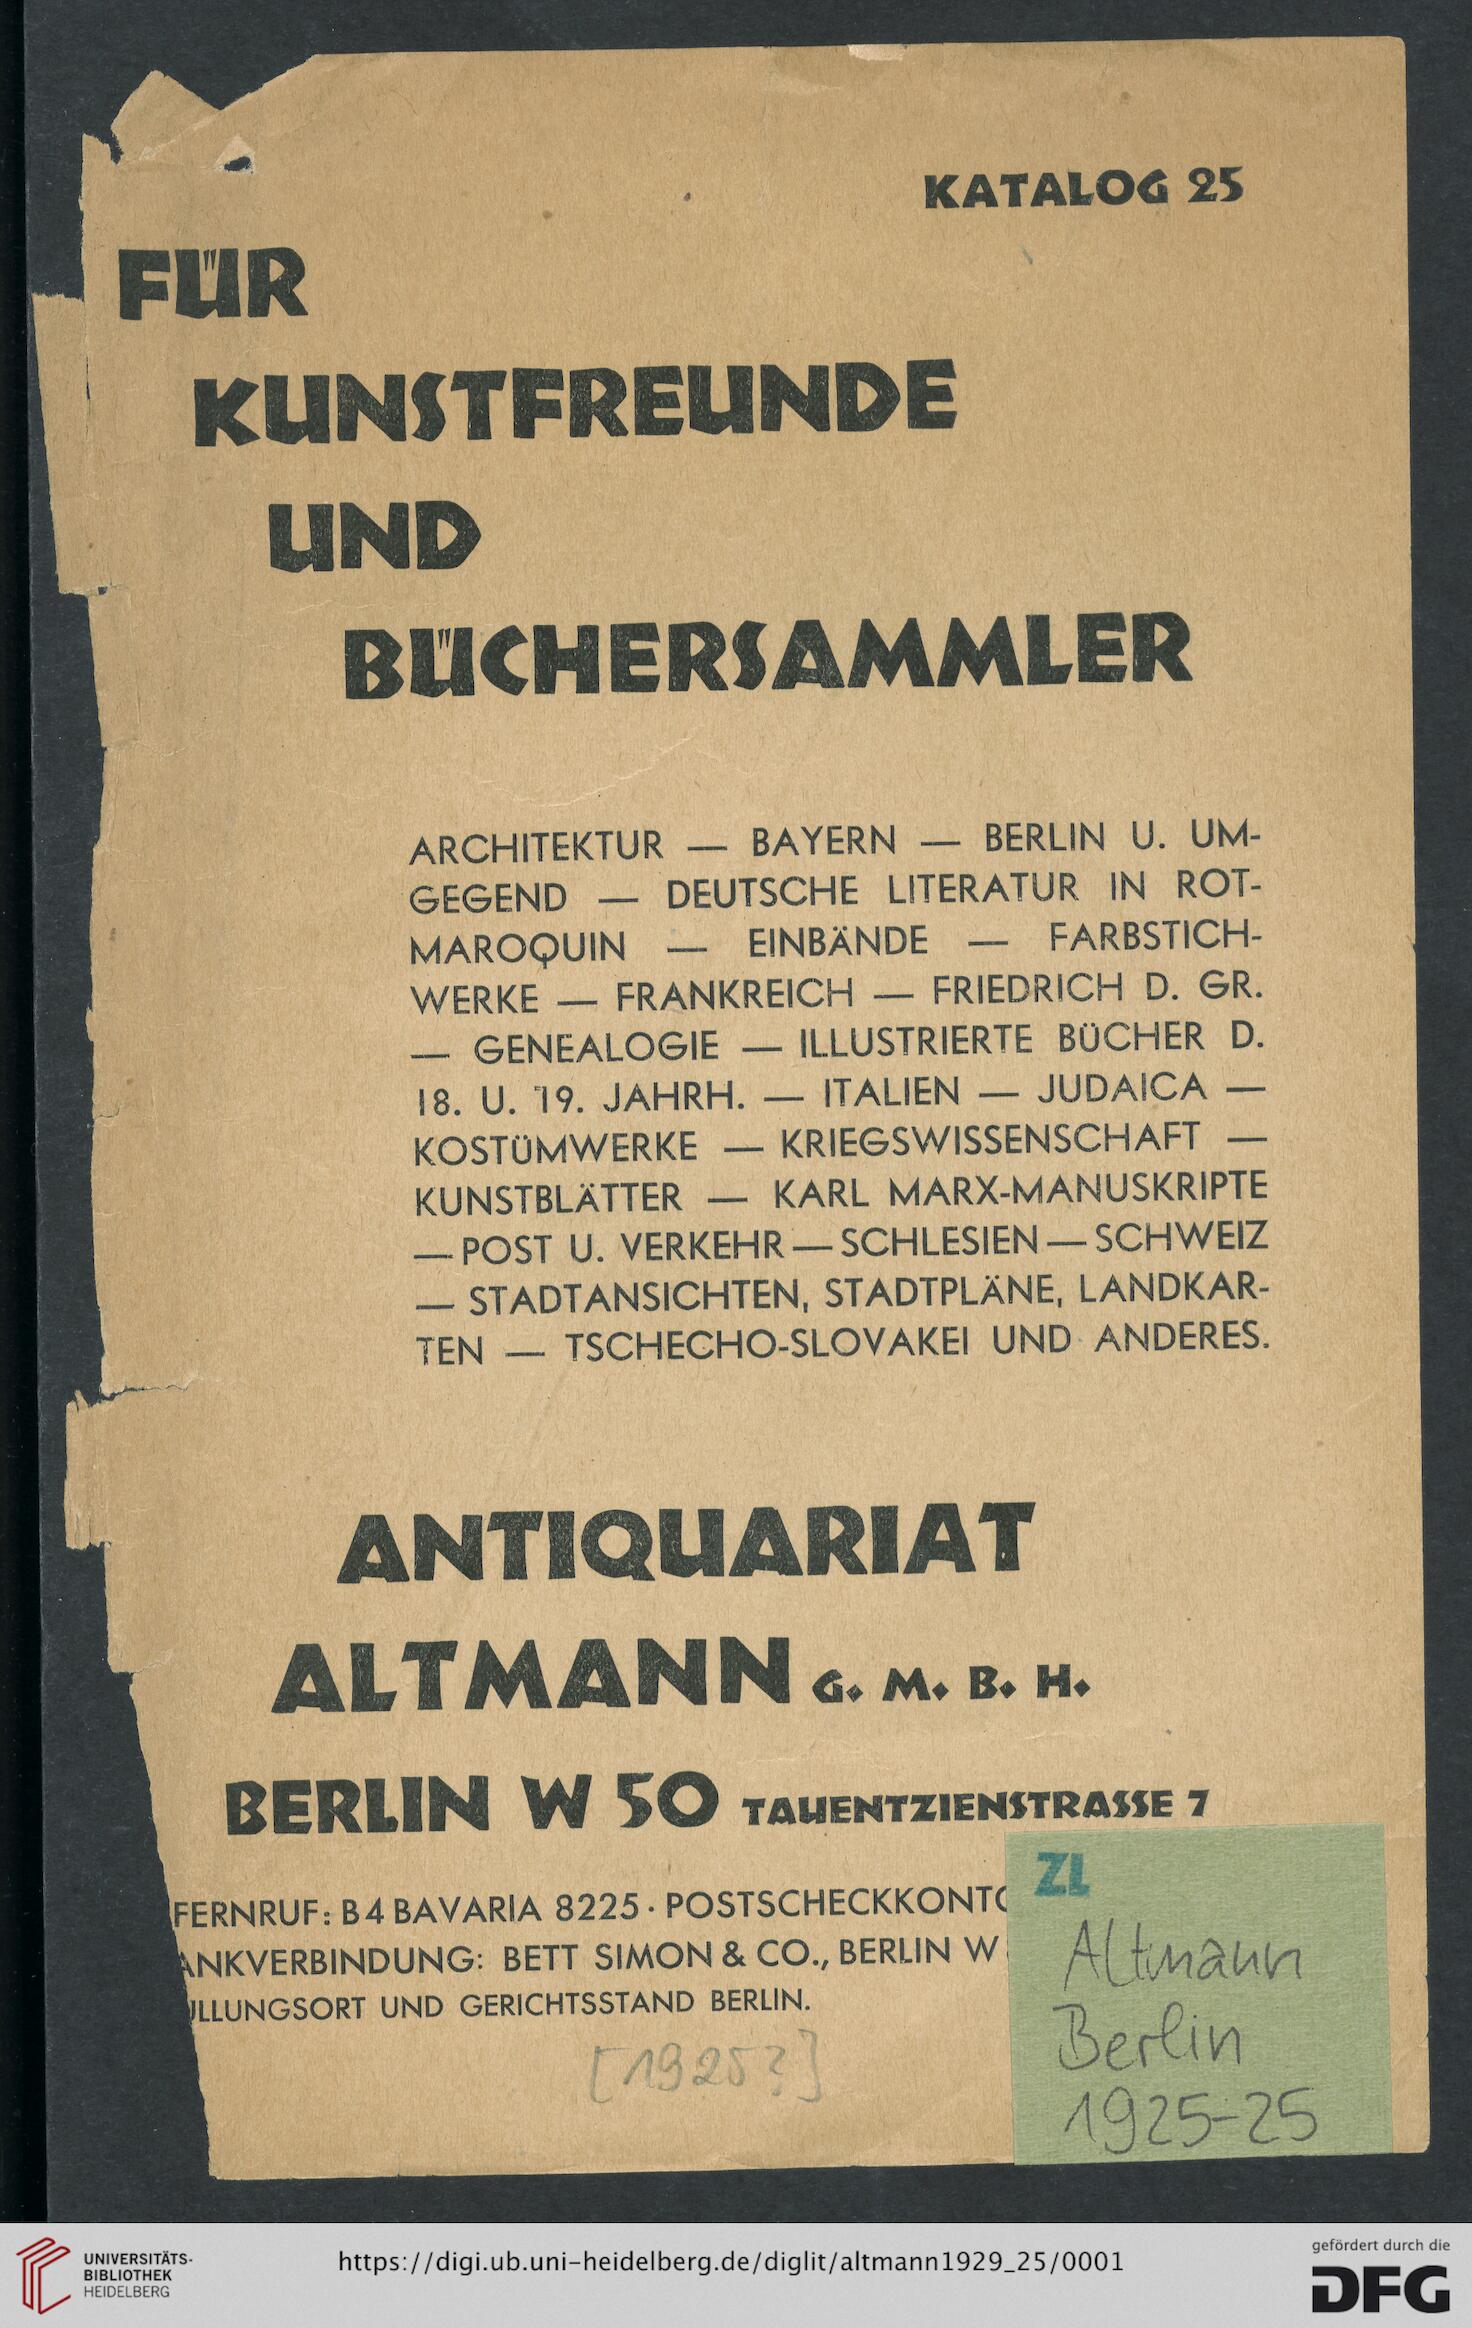 KATALOG 25
FÜR
KUNSTFREUNDE
UND
BÜCHERSAMMLER
ARCHITEKTUR — BAYERN — BERLIN U. UM-
GEGEND — DEUTSCHE LITERATUR IN ROT-
MAROQUIN — EINBÄNDE — FARBSTICH-
WERKE — FRANKREICH — FRIEDRICH D. GR.
— GENEALOGIE — ILLUSTRIERTE BÜCHER D.
18. U. 19. JAHRH. — ITALIEN — JUDAICA —
KOSTÜMWERKE — KRIEGSWISSENSCHAFT —
KUNSTBLÄTTER — KARL MARX-MANUSKRIPTE
— POST U. VERKEHR — SCHLESIEN — SCHWEIZ
— STADTANSICHTEN, STADTPLÄNE, LANDKAR-
TEN — TSCHECHO-SLOVAKEI UND ANDERES.
ANTIQUARIAT
ALTMANN G. M. B. H.
BERLIN W 50 TAUENTZIENSTRASSE 7
FERNRUF: B 4 BAVARIA 8225 · POSTSCHECKKONTO
ANKVERBINDUNG: BETT SIMON & CO., BERLIN W
LLUNGSORT UND GERICHTSSTAND BERLIN.
[1925?]
ZL
Altmann
Berlin
1925-25
UNIVERSITÄTS-
BIBLIOTHEK
HEIDELBERG
https://digi.ub.uni-heidelberg.de/diglit/altmann1929_25/0001
gefördert durch die
DFG